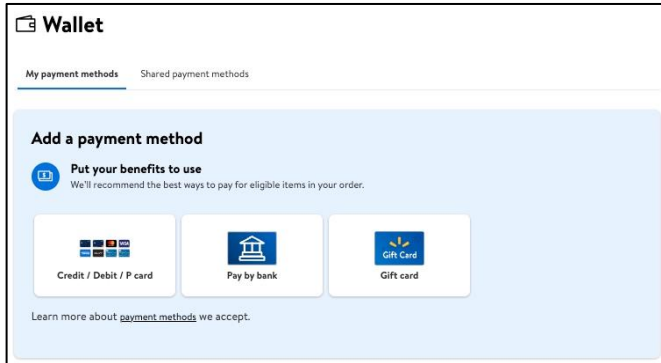 Wallet
My payment methods
Shared payment methods
Add a payment method
Put your benefits to use
We'll recommend the best ways to pay for eligible items in your order.
VISA
Gift Card
Credit / Debit / P card
Pay by bank
Gift card
Learn more about payment methods we accept.